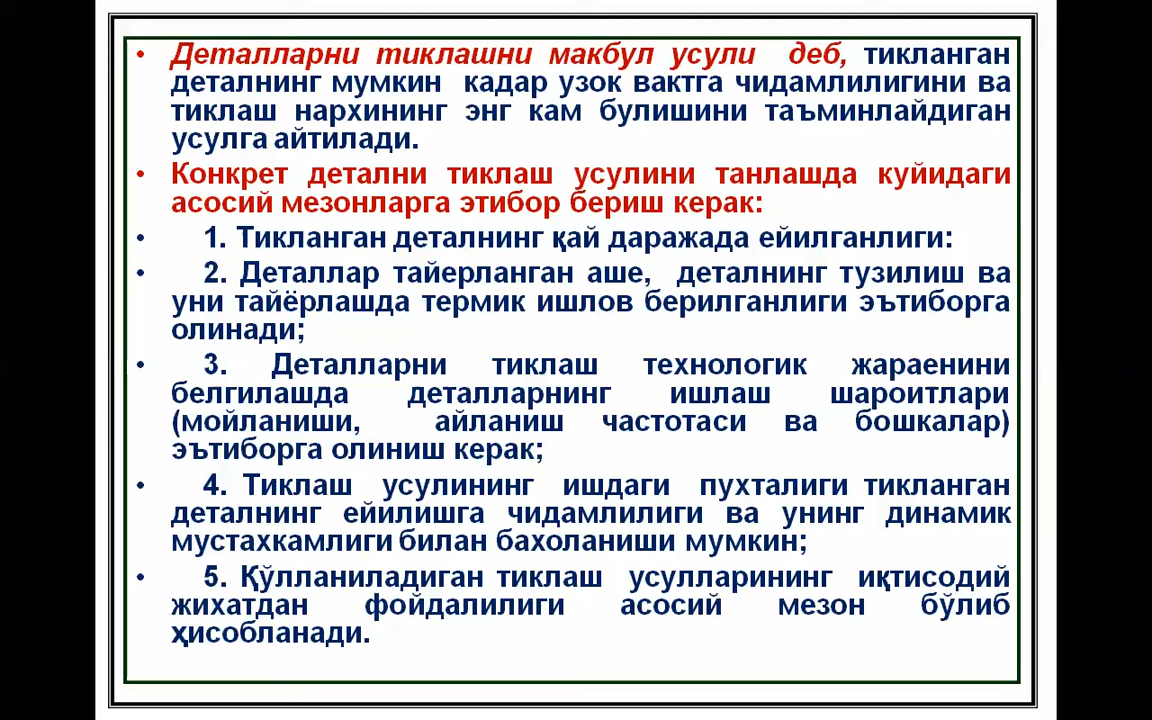 • Деталларни тиклашни макбул усули деб, тикланган
деталнинг мумкин кадар узок вактга чидамлилигини ва
тиклаш нархининг энг кам булишини таъминлайдиган
усулга айтилади.
• Конкрет детални тиклаш усулини танлашда куйидаги
асосий мезонларга этибор бериш керак:
• 1. Тикланган деталнинг қай даражада ейилганлиги:
• 2. Деталлар тайерланган аше, деталнинг тузилиш ва
уни тайёрлашда термик ишлов берилганлиги эътиборга
олинади;
• 3. Деталларни тиклаш технологик жараенини
белгилашда деталларнинг ишлаш шароитлари
(мойланиши, айланиш частотаси ва бошкалар)
эътиборга олиниш керак;
• 4. Тиклаш усулининг ишдаги пухталиги тикланган
деталнинг ейилишга чидамлилиги ва унинг динамик
мустахкамлиги билан бахоланиши мумкин;
• 5. Қўлланиладиган тиклаш усулларининг иқтисодий
жихатдан фойдалилиги асосий мезон бўлиб
ҳисобланади.